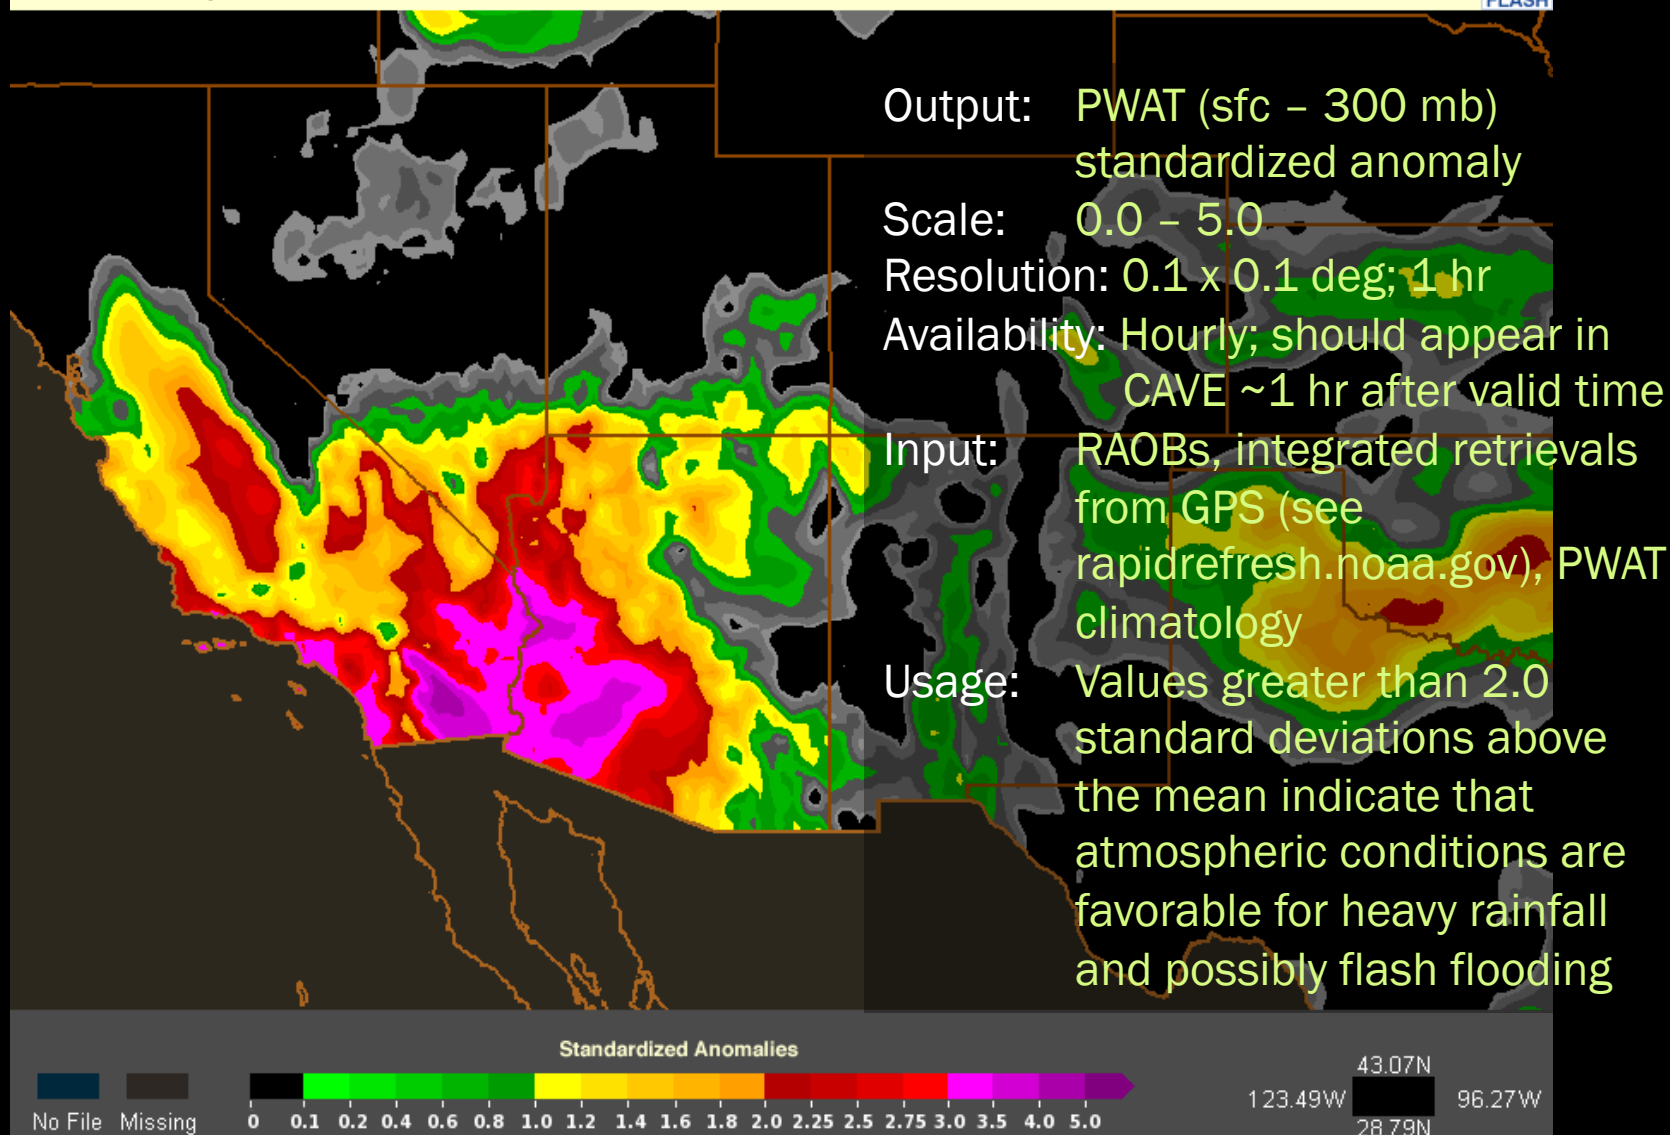 FLASH
Output: PWAT (sfc – 300 mb)
standardized anomaly
Scale: 0.0 – 5.0
Resolution: 0.1 x 0.1 deg; 1 hr
Availability: Hourly; should appear in
CAVE ~1 hr after valid time
Input: RAOBs, integrated retrievals
from GPS (see
rapidrefresh.noaa.gov), PWAT
climatology
Usage: Values greater than 2.0
standard deviations above
the mean indicate that
atmospheric conditions are
favorable for heavy rainfall
and possibly flash flooding
Standardized Anomalies
No File Missing
0 0.1 0.2 0.4 0.6 0.8 1.0 1.2 1.4 1.6 1.8 2.0 2.25 2.5 2.75 3.0 3.5 4.0 5.0
43.07N
123.49W 96.27W
28.79N